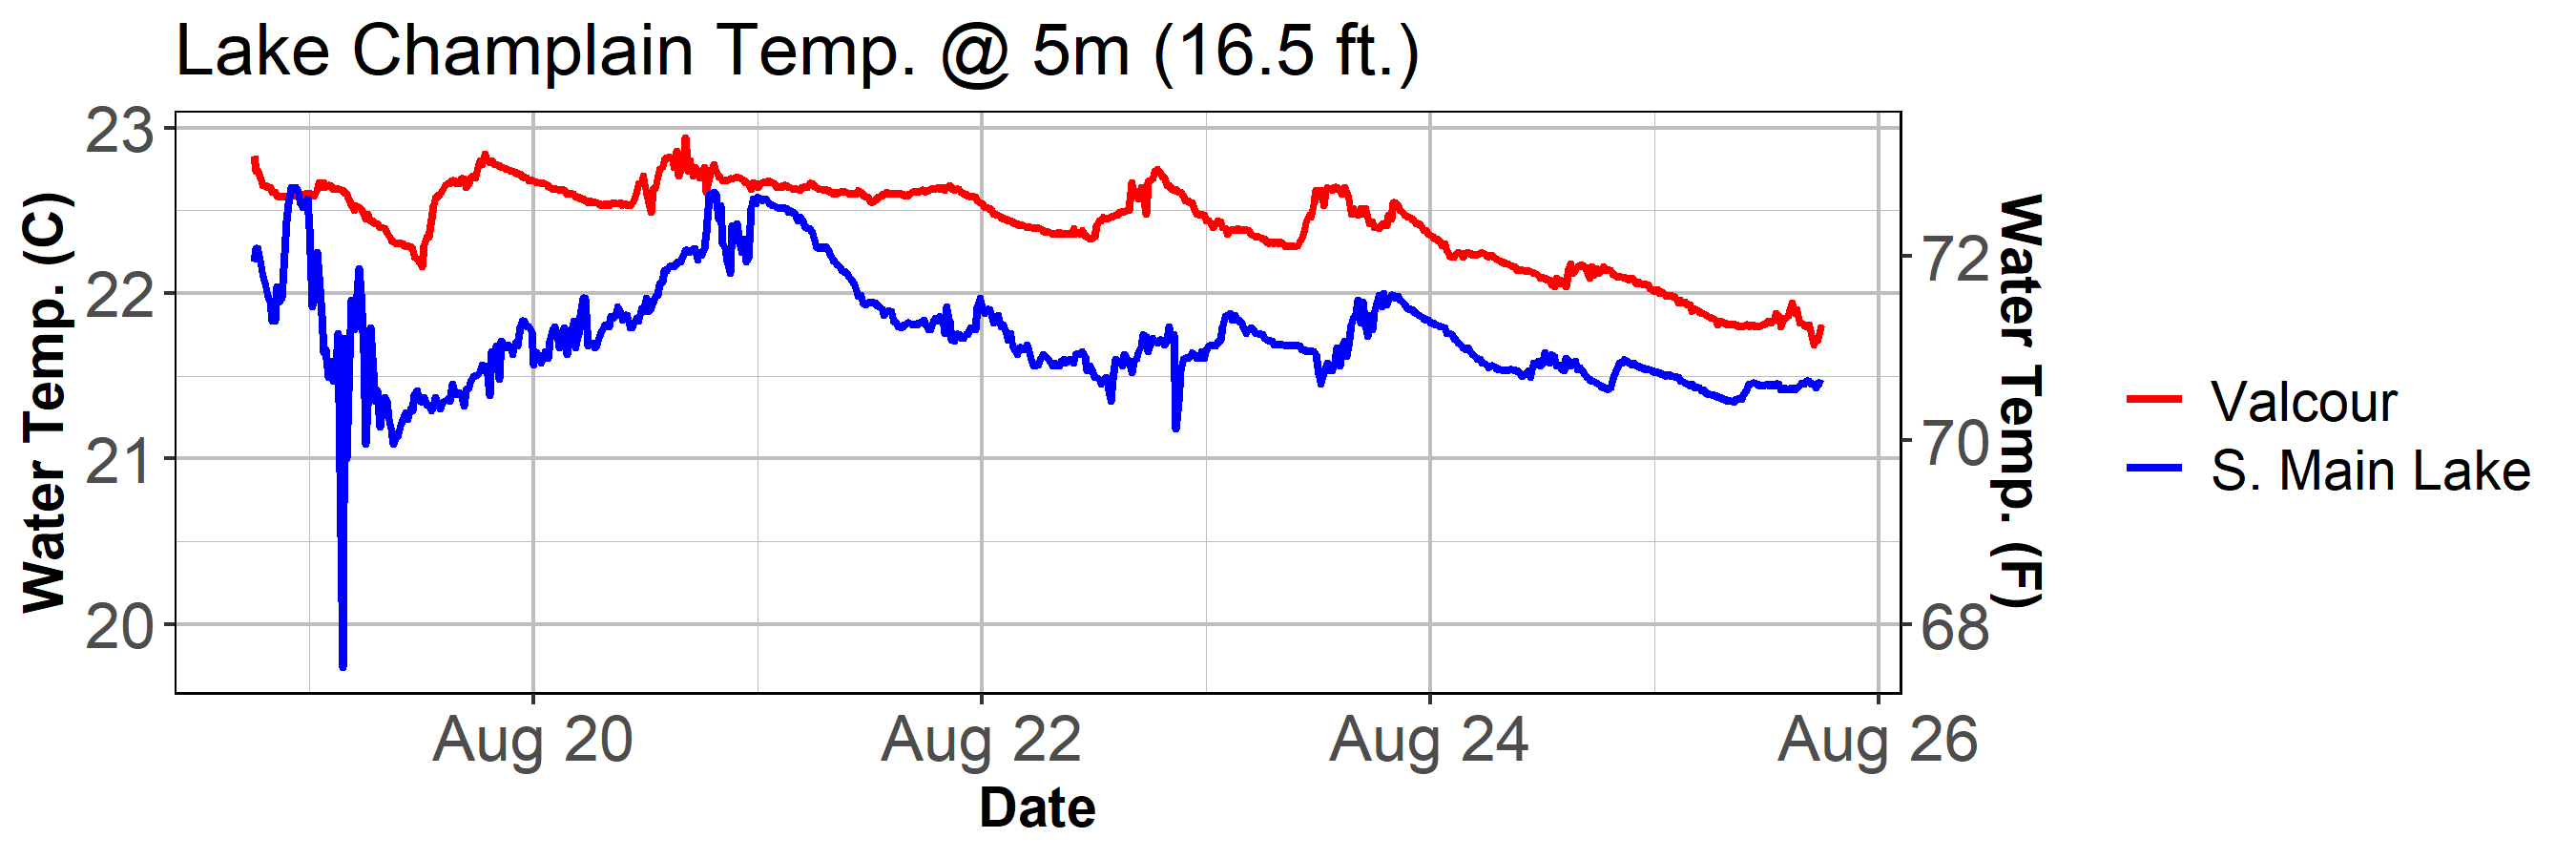 Lake Champlain Temp. @ 5m (16.5 ft.)
Water Temp. (C)
23
22
21
20
72
70
68
Water Temp. (F)
Aug 20
Aug 22
Aug 24
Aug 26
Date
Valcour
S. Main Lake